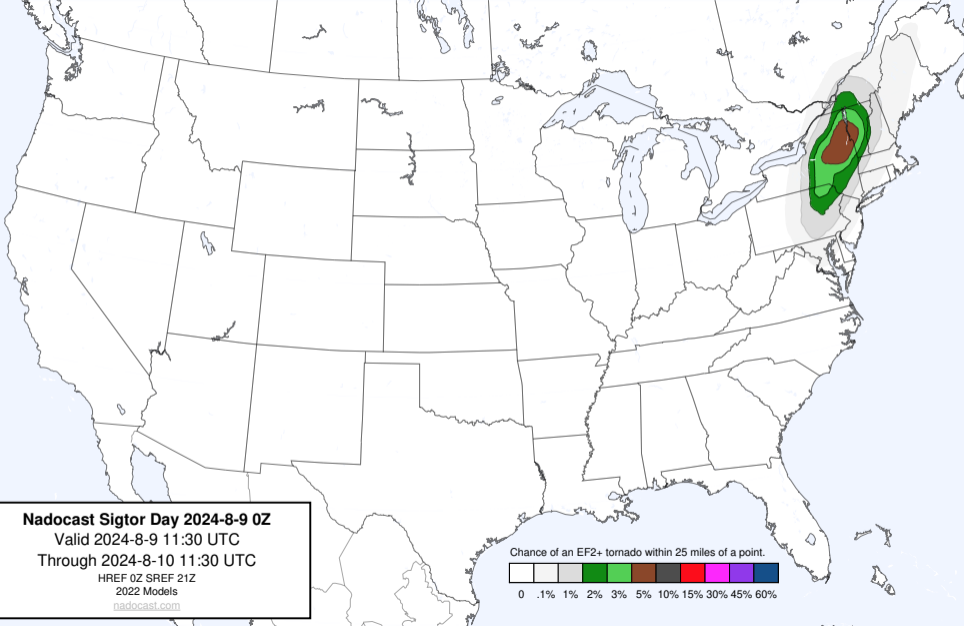 Nadocast Sigtor Day 2024-8-9 0Z
Valid 2024-8-9 11:30 UTC
Through 2024-8-10 11:30 UTC
HREF 0Z SREF 21Z
2022 Models
nadocast.com
Chance of an EF2+ tornado within 25 miles of a point.
0 .1% 1% 2% 3% 5% 10% 15% 30% 45% 60%